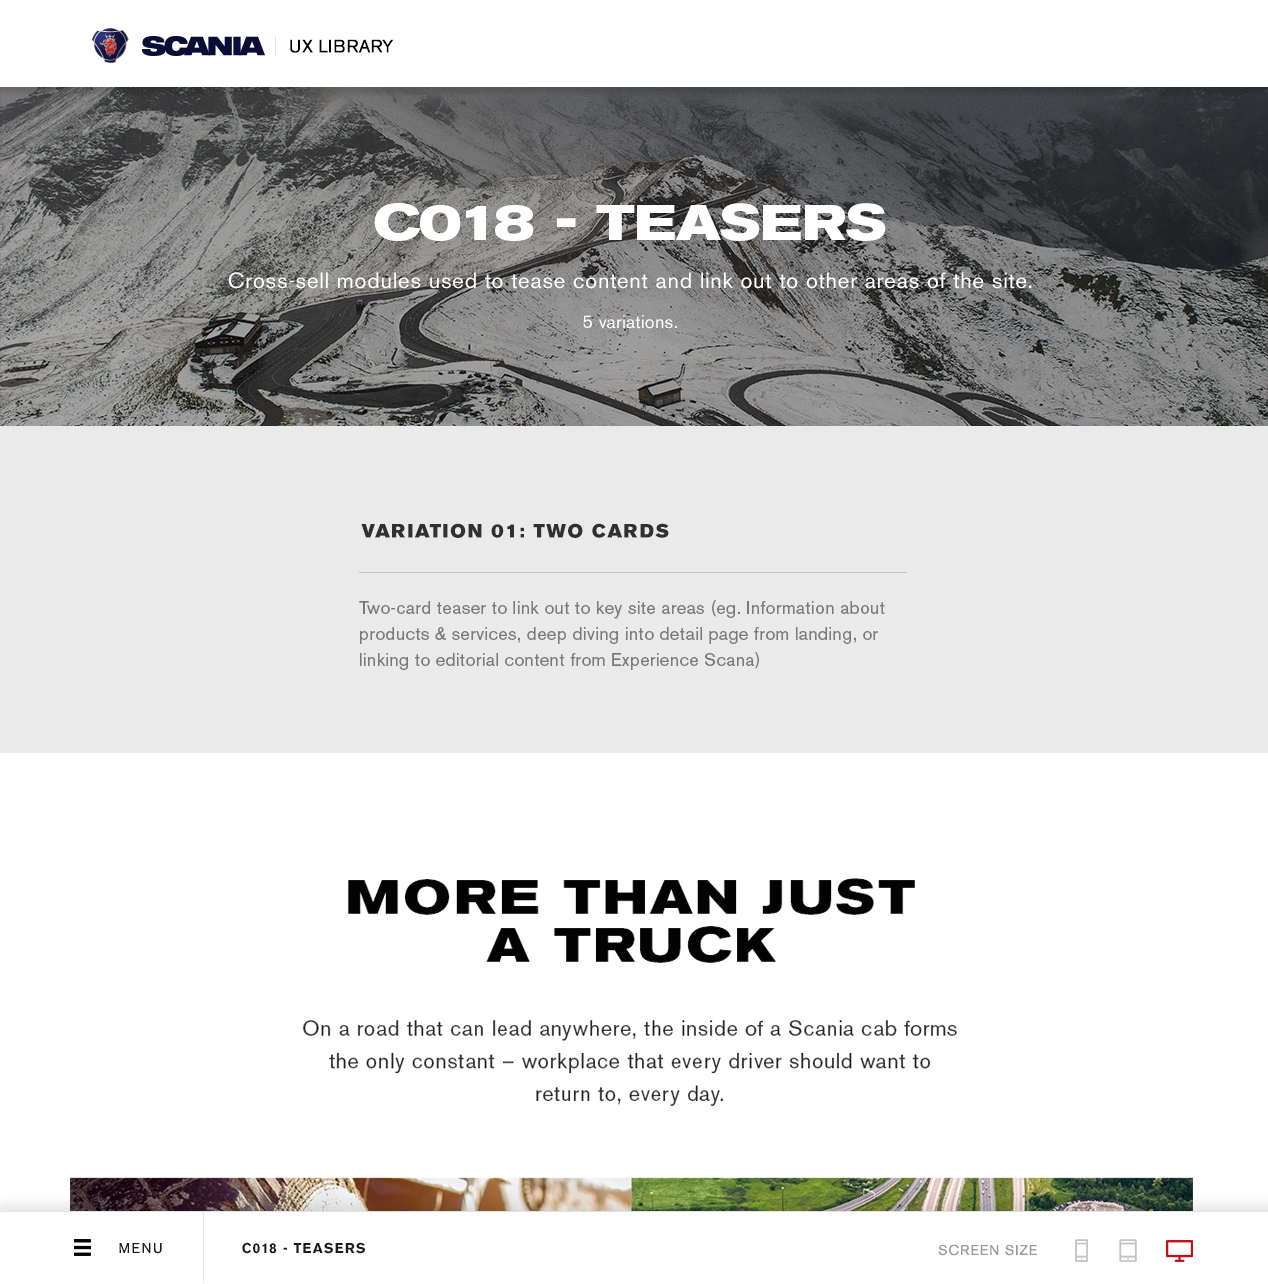 SCANIA UX LIBRARY
C018 - TEASERS
Cross-sell modules used to tease content and link out to other areas of the site.
5 variations.
VARIATION 01: TWO CARDS
Two-card teaser to link out to key site areas (eg. Information about
products & services, deep diving into detail page from landing, or
linking to editorial content from Experience Scana)
MORE THAN JUST
A TRUCK
On a road that can lead anywhere, the inside of a Scania cab forms
the only constant – workplace that every driver should want to
return to, every day.
MENU C018 - TEASERS SCREEN SIZE